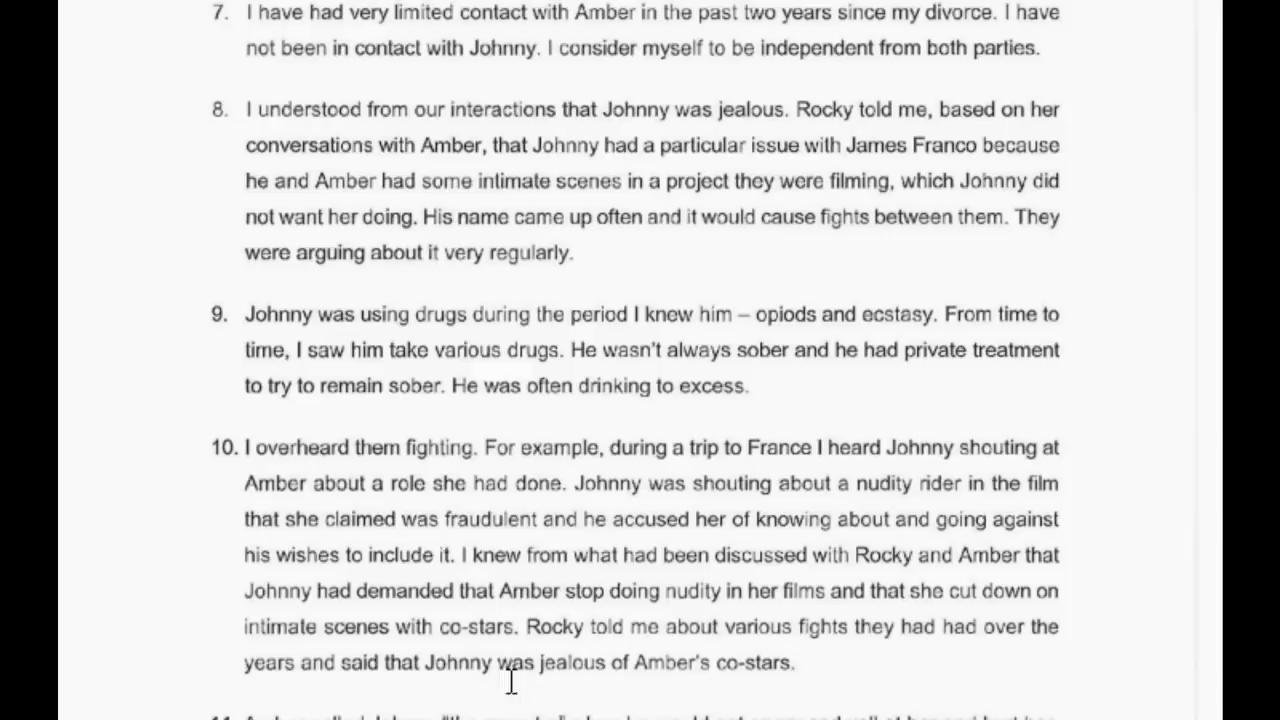 7. I have had very limited contact with Amber in the past two years since my divorce. I have
not been in contact with Johnny. I consider myself to be independent from both parties.
8. I understood from our interactions that Johnny was jealous. Rocky told me, based on her
conversations with Amber, that Johnny had a particular issue with James Franco because
he and Amber had some intimate scenes in a project they were filming, which Johnny did
not want her doing. His name came up often and it would cause fights between them. They
were arguing about it very regularly.
9. Johnny was using drugs during the period I knew him – opiods and ecstasy. From time to
time, I saw him take various drugs. He wasn't always sober and he had private treatment
to try to remain sober. He was often drinking to excess.
10. I overheard them fighting. For example, during a trip to France I heard Johnny shouting at
Amber about a role she had done. Johnny was shouting about a nudity rider in the film
that she claimed was fraudulent and he accused her of knowing about and going against
his wishes to include it. I knew from what had been discussed with Rocky and Amber that
Johnny had demanded that Amber stop doing nudity in her films and that she cut down on
intimate scenes with co-stars. Rocky told me about various fights they had had over the
years and said that Johnny was jealous of Amber's co-stars.